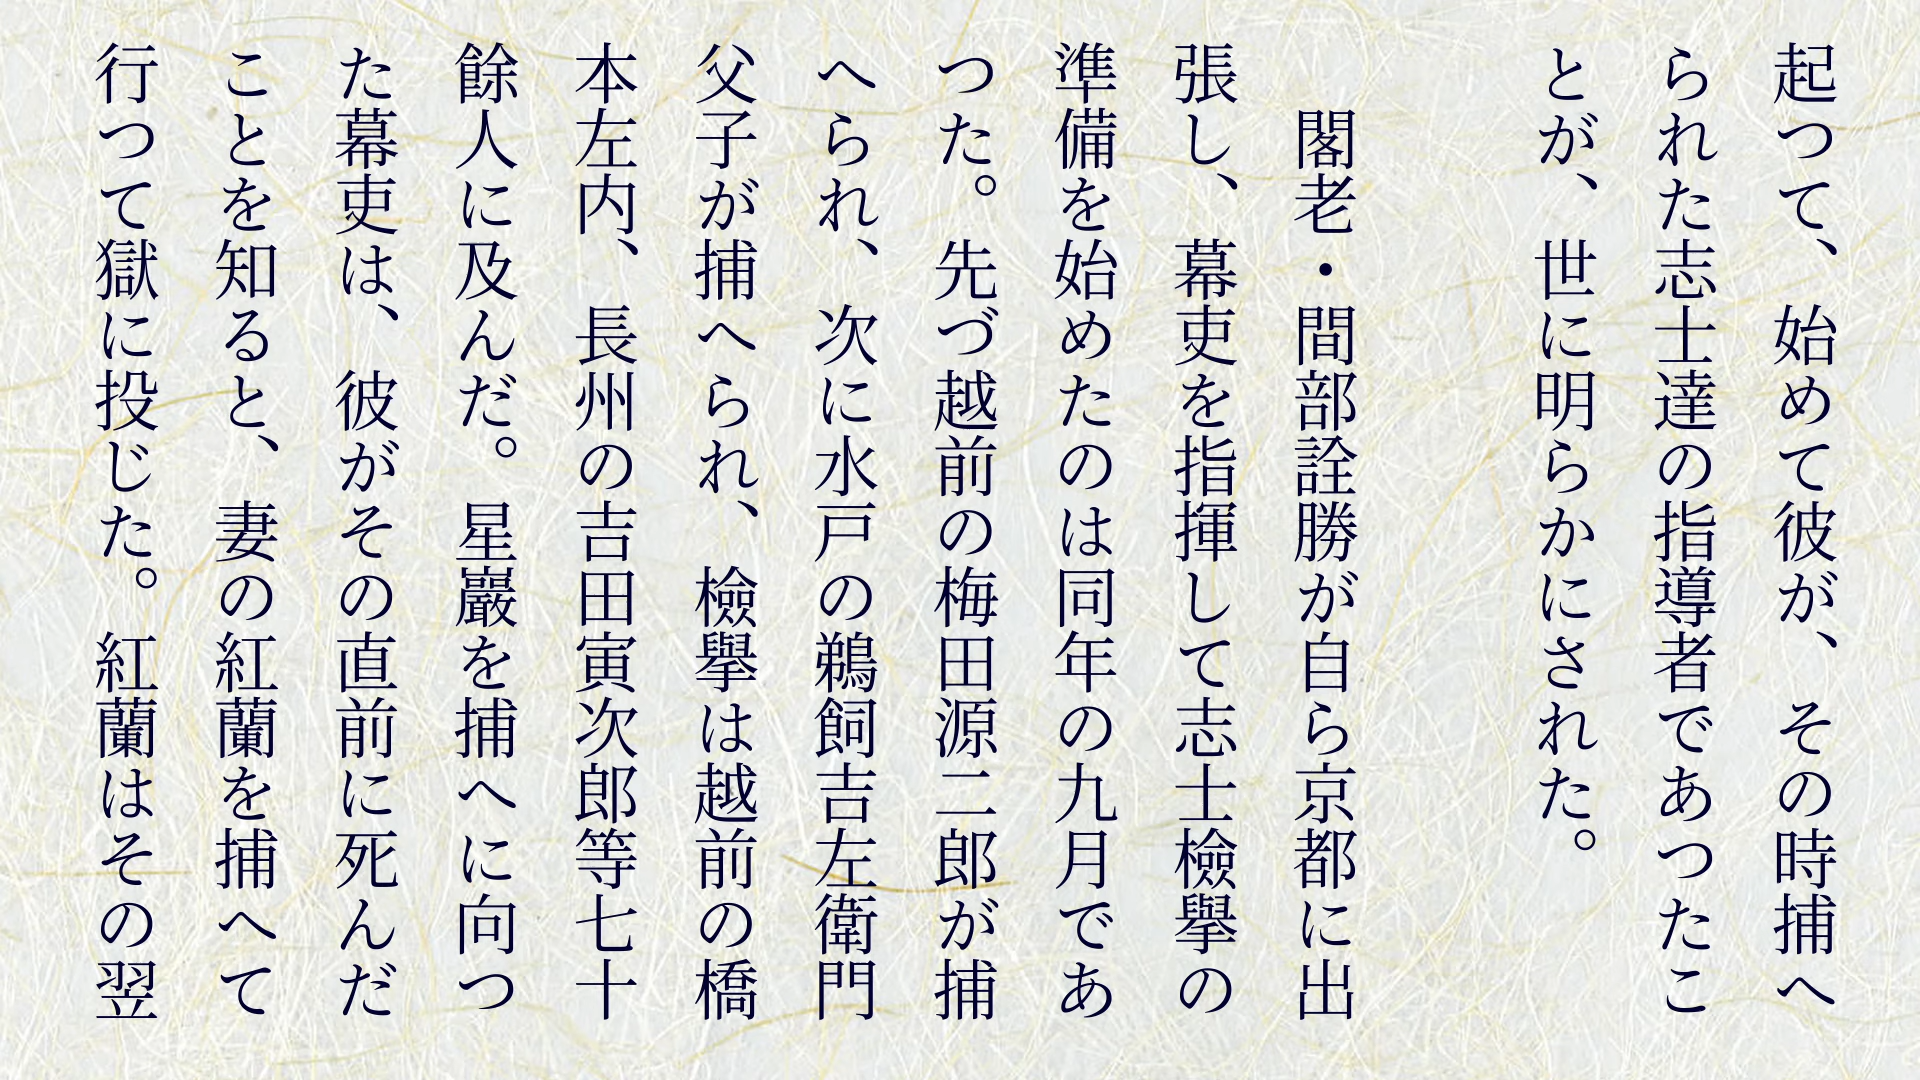 起つて、始めて彼が、その時捕へ
られた志士達の指導者であつたこ
とが、世に明らかにされた。
閣老・間部詮勝が自ら京都に出
張し、幕吏を指揮して志士檢擧の
準備を始めたのは同年の九月であ
つた。先づ越前の梅田源二郎が捕
へられ、次に水戸の鵜飼吉左衛門
父子が捕へられ、檢擧は越前の橋
本左内、長州の吉田寅次郎等七十
餘人に及んだ。星巖を捕へに向つ
た幕吏は、彼がその直前に死んだ
ことを知ると、妻の紅蘭を捕へて
行つて獄に投じた。紅蘭はその翌